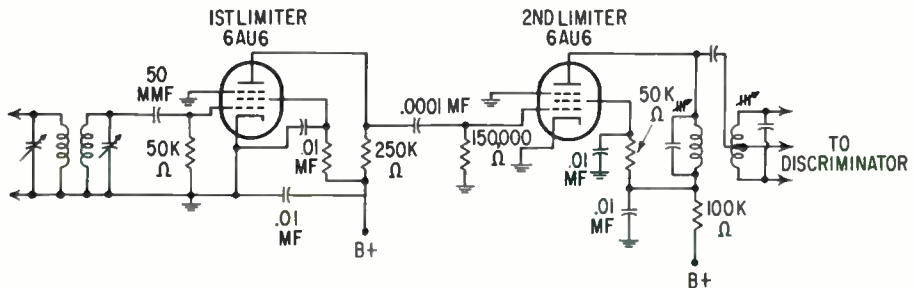 1ST LIMITER
6AU6
2ND LIMITER
6AU6
50
MMF
50K
Ω
.01
MF
250K
Ω
.01
MF
B+
.0001 MF
150,000
Ω
.01
MF
50K
Ω
.01
MF
100K
Ω
B+
TO
DISCRIMINATOR